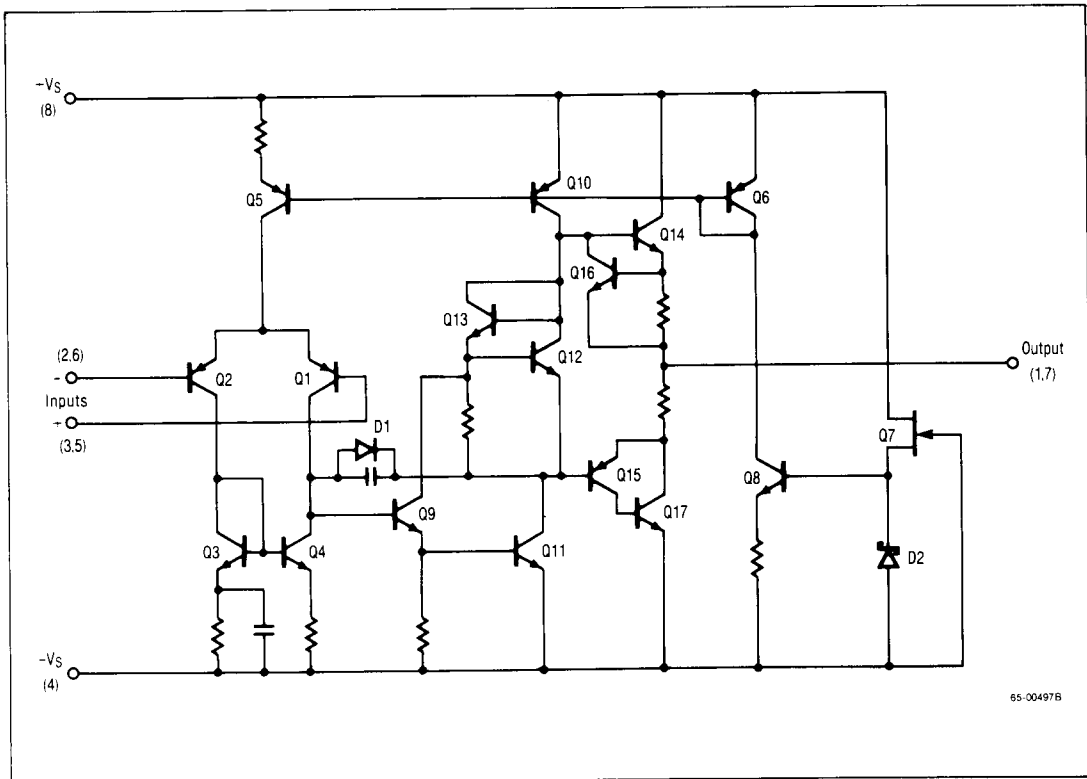 +VS
(8)
Q5
Q10
Q6
Q14
Q16
Q13
Q12
(2,6)
-
Inputs
+
(3,5)
Q2
Q1
Output
(1,7)
D1
Q7
Q15
Q8
Q17
Q9
Q3
Q4
Q11
D2
-VS
(4)
65-00497B